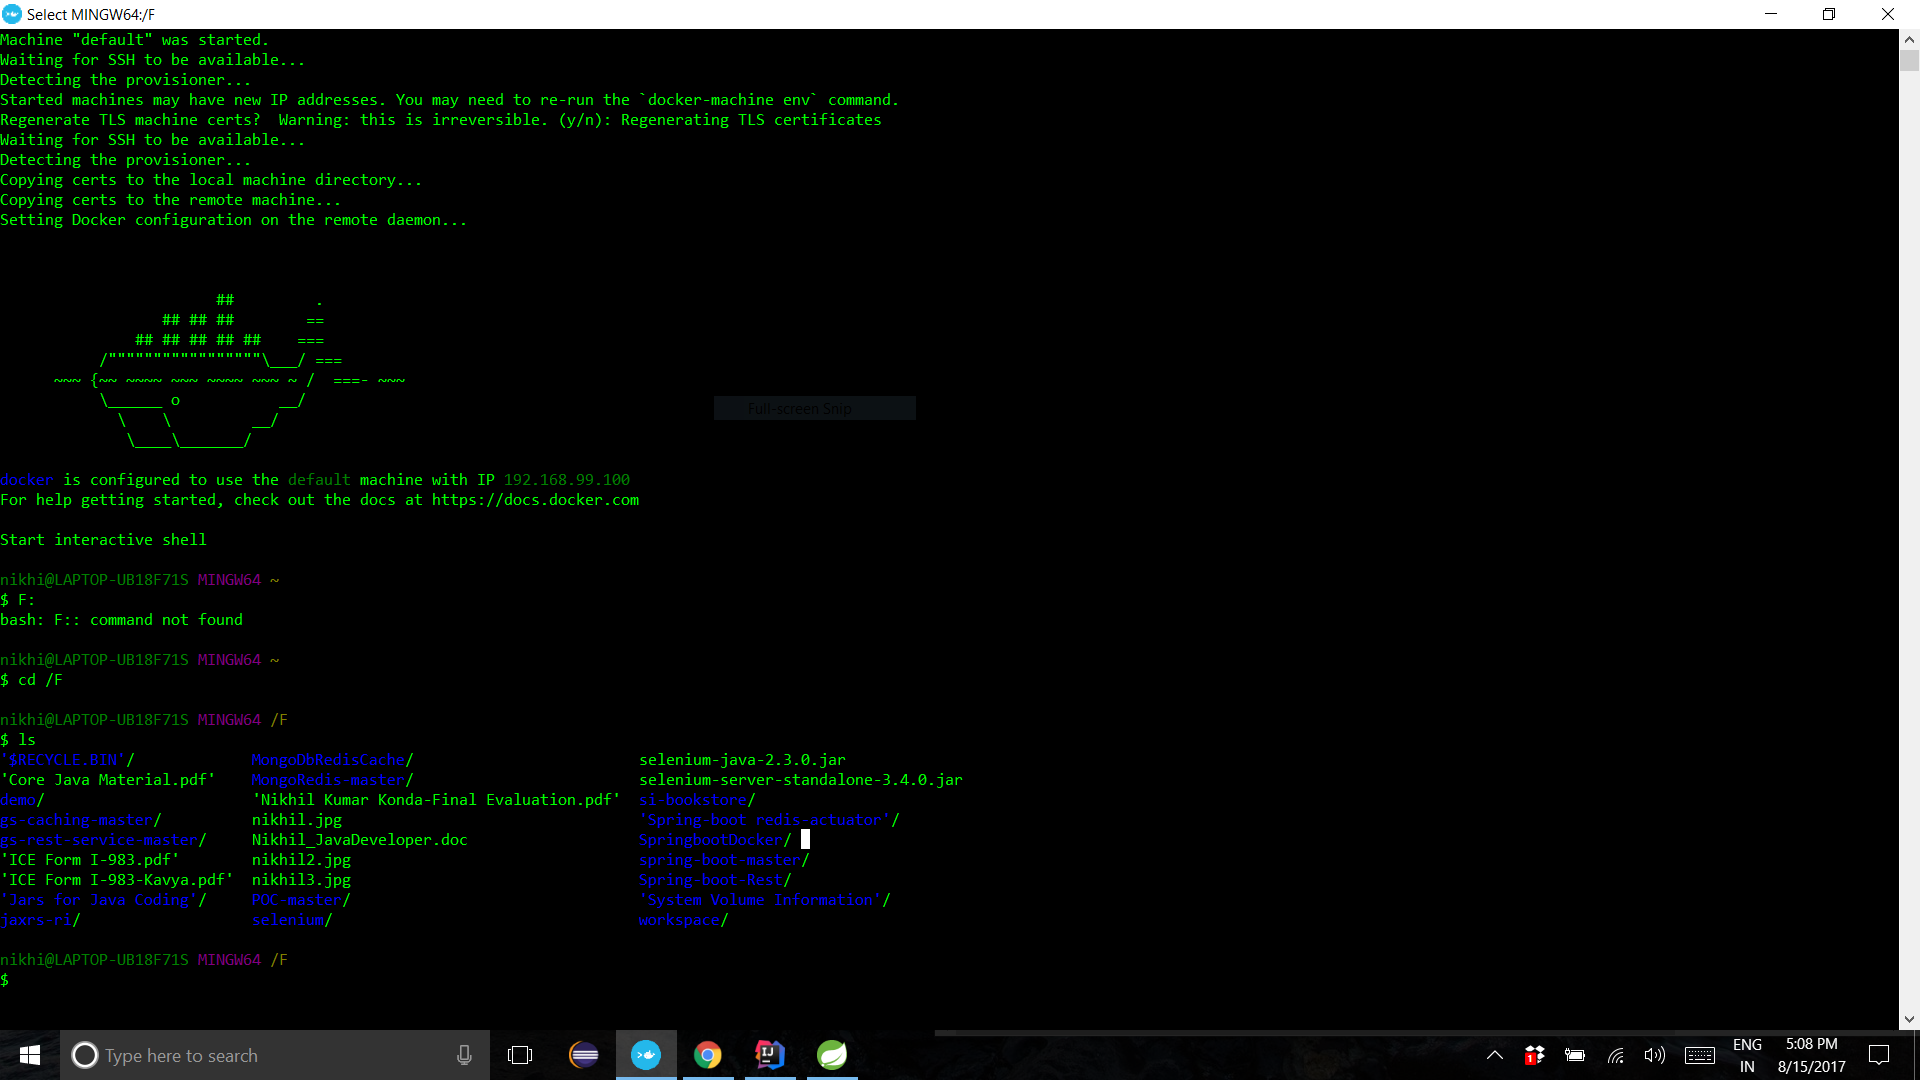 Select MINGW64:/F
Machine "default" was started.
Waiting for SSH to be available...
Detecting the provisioner...
Started machines may have new IP addresses. You may need to re-run the `docker-machine env` command.
Regenerate TLS machine certs?  Warning: this is irreversible. (y/n): Regenerating TLS certificates
Waiting for SSH to be available...
Detecting the provisioner...
Copying certs to the local machine directory...
Copying certs to the remote machine...
Setting Docker configuration on the remote daemon...
                        ##         .
                  ## ## ##        ==
               ## ## ## ## ##    ===
           /"""""""""""""""""\___/ ===
      ~~~ {~~ ~~~~ ~~~ ~~~~ ~~~ ~ /  ===- ~~~
           \______ o           __/
             \    \         __/
              \____\_______/
Full-screen Snip
docker is configured to use the default machine with IP 192.168.99.100
For help getting started, check out the docs at https://docs.docker.com
Start interactive shell
nikhi@LAPTOP-UB18F71S MINGW64 ~
$ F:
bash: F:: command not found
nikhi@LAPTOP-UB18F71S MINGW64 ~
$ cd /F
nikhi@LAPTOP-UB18F71S MINGW64 /F
$ ls
'$RECYCLE.BIN'/             MongoDbRedisCache/                         selenium-java-2.3.0.jar
'Core Java Material.pdf'    MongoRedis-master/                         selenium-server-standalone-3.4.0.jar
demo/                       'Nikhil Kumar Konda-Final Evaluation.pdf'  si-bookstore/
gs-caching-master/          nikhil.jpg                                 'Spring-boot redis-actuator'/
gs-rest-service-master/     Nikhil_JavaDeveloper.doc                   SpringbootDocker/
'ICE Form I-983.pdf'        nikhil2.jpg                                spring-boot-master/
'ICE Form I-983-Kavya.pdf'  nikhil3.jpg                                Spring-boot-Rest/
'Jars for Java Coding'/     POC-master/                                'System Volume Information'/
jaxrs-ri/                   selenium/                                  workspace/
nikhi@LAPTOP-UB18F71S MINGW64 /F
$
Type here to search
1
ENG
IN
5:08 PM
8/15/2017